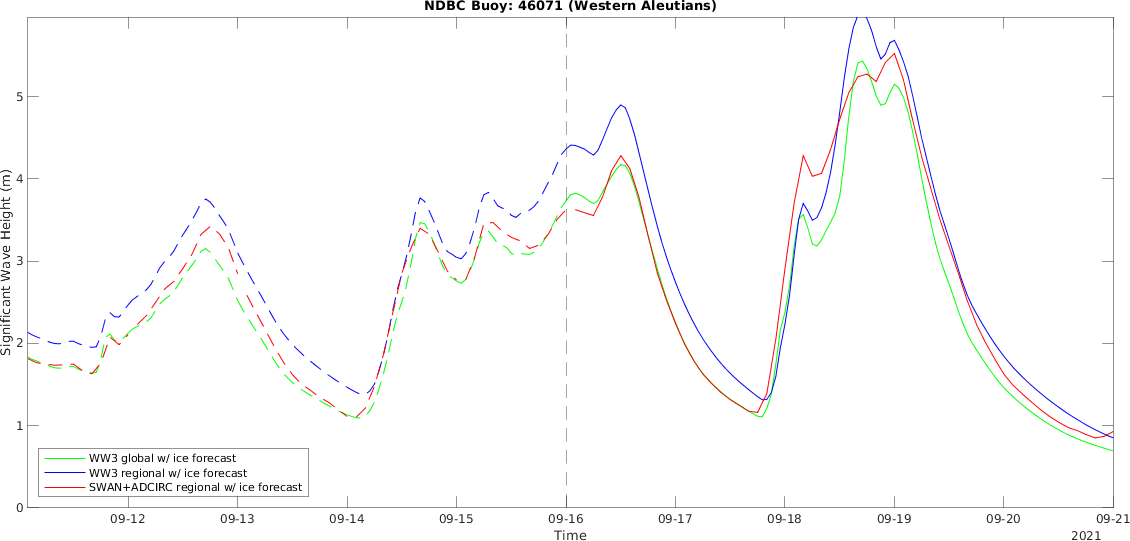 NDBC Buoy: 46071 (Western Aleutians)
Significant Wave Height (m)
5
4
3
2
1
0
WW3 global w/ ice forecast
WW3 regional w/ ice forecast
SWAN+ADCIRC regional w/ ice forecast
09-12 09-13 09-14 09-15 09-16 09-17 09-18 09-19 09-20 09-21
Time
2021